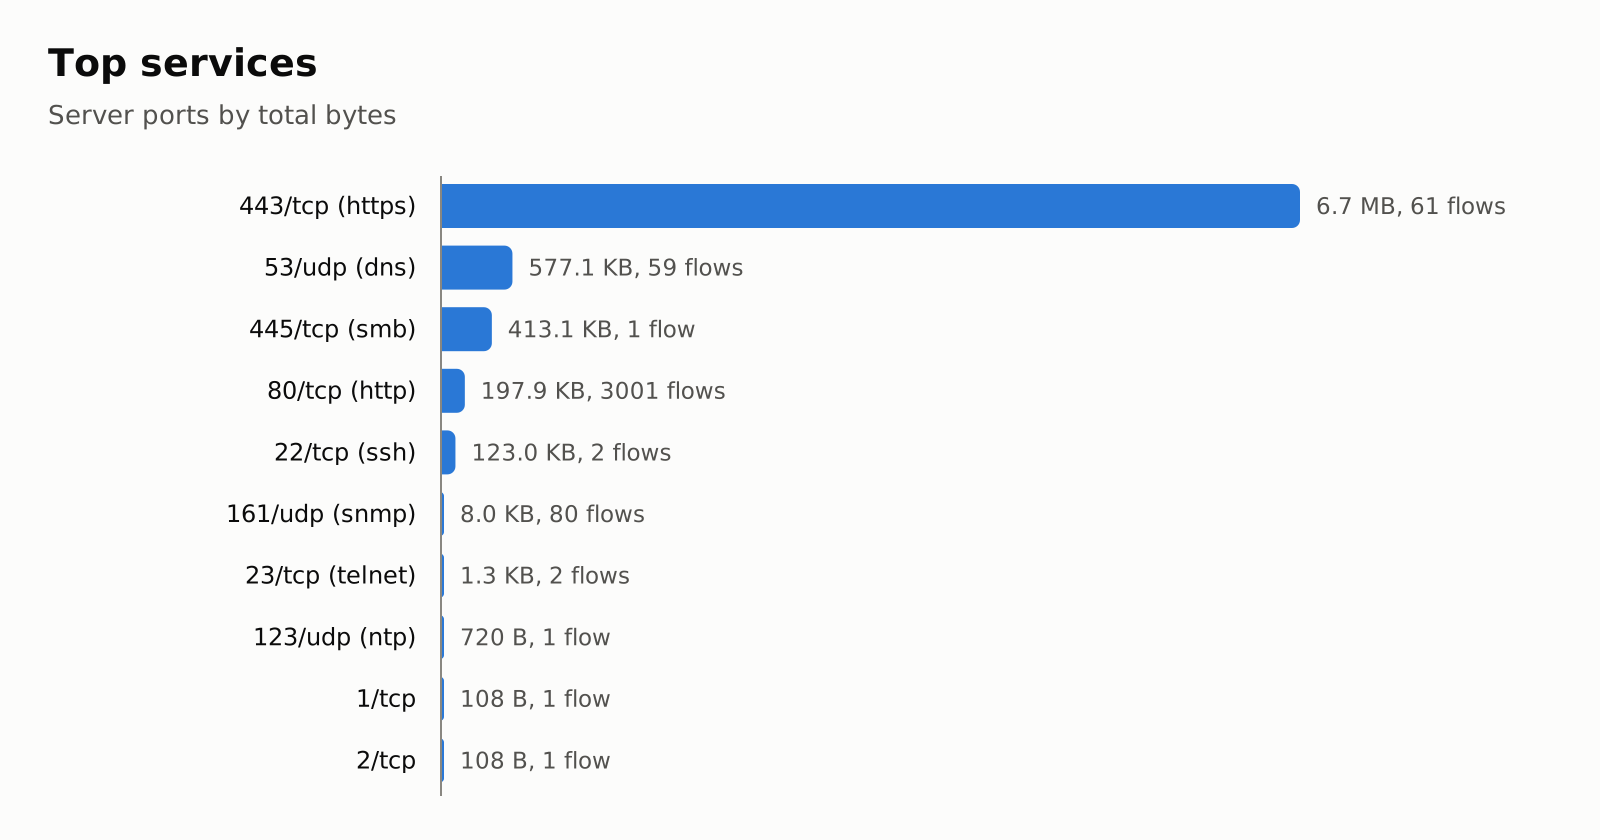 Top services
Server ports by total bytes
443/tcp (https) 6.7 MB, 61 flows
53/udp (dns) 577.1 KB, 59 flows
445/tcp (smb) 413.1 KB, 1 flow
80/tcp (http) 197.9 KB, 3001 flows
22/tcp (ssh) 123.0 KB, 2 flows
161/udp (snmp) 8.0 KB, 80 flows
23/tcp (telnet) 1.3 KB, 2 flows
123/udp (ntp) 720 B, 1 flow
1/tcp 108 B, 1 flow
2/tcp 108 B, 1 flow